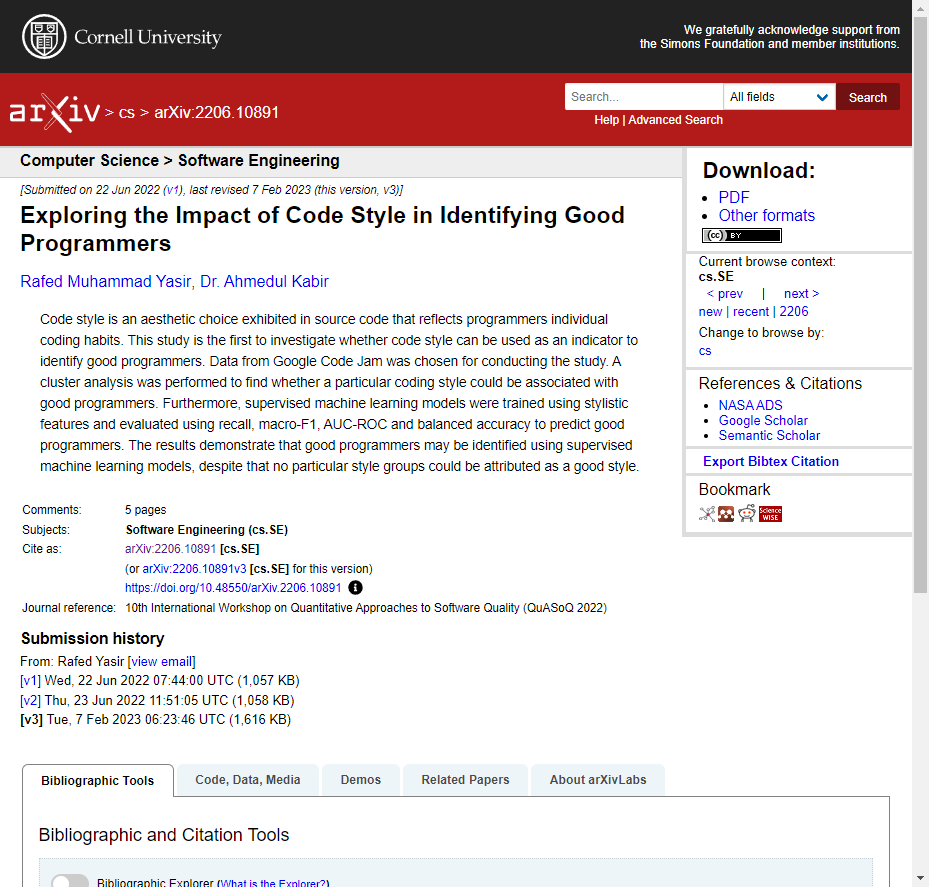 Cornell University
We gratefully acknowledge support from
the Simons Foundation and member institutions.
arXiv > cs > arXiv:2206.10891
Search...
All fields
Search
Help | Advanced Search
Computer Science > Software Engineering
[Submitted on 22 Jun 2022 (v1), last revised 7 Feb 2023 (this version, v3)]
Exploring the Impact of Code Style in Identifying Good
Programmers
Rafed Muhammad Yasir, Dr. Ahmedul Kabir
Code style is an aesthetic choice exhibited in source code that reflects programmers individual
coding habits. This study is the first to investigate whether code style can be used as an indicator to
identify good programmers. Data from Google Code Jam was chosen for conducting the study. A
cluster analysis was performed to find whether a particular coding style could be associated with
good programmers. Furthermore, supervised machine learning models were trained using stylistic
features and evaluated using recall, macro-F1, AUC-ROC and balanced accuracy to predict good
programmers. The results demonstrate that good programmers may be identified using supervised
machine learning models, despite that no particular style groups could be attributed as a good style.
Comments: 5 pages
Subjects: Software Engineering (cs.SE)
Cite as: arXiv:2206.10891 [cs.SE]
(or arXiv:2206.10891v3 [cs.SE] for this version)
https://doi.org/10.48550/arXiv.2206.10891
Journal reference: 10th International Workshop on Quantitative Approaches to Software Quality (QuASoQ 2022)
Submission history
From: Rafed Yasir [view email]
[v1] Wed, 22 Jun 2022 07:44:00 UTC (1,057 KB)
[v2] Thu, 23 Jun 2022 11:51:05 UTC (1,058 KB)
[v3] Tue, 7 Feb 2023 06:23:46 UTC (1,616 KB)
Download:
• PDF
• Other formats
(cc) BY
Current browse context:
cs.SE
< prev | next >
new | recent | 2206
Change to browse by:
cs
References & Citations
• NASA ADS
• Google Scholar
• Semantic Scholar
Export Bibtex Citation
Bookmark
Science
WISE
Bibliographic Tools
Code, Data, Media
Demos
Related Papers
About arXivLabs
Bibliographic and Citation Tools
Bibliographic Explorer (What is the Explorer?)